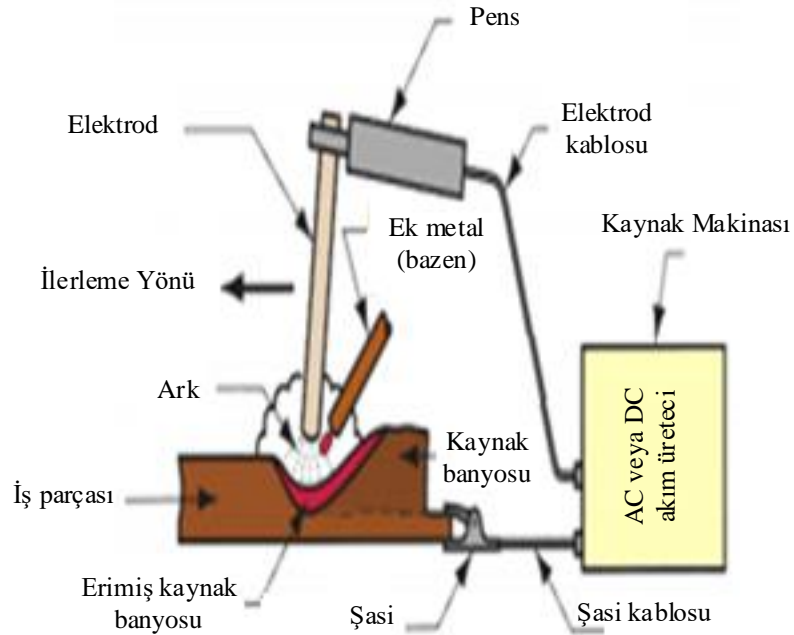 Pens
Elektrod
Elektrod
kablosu
Ek metal
(bazen)
Kaynak Makinası
İlerleme Yönü
Ark
Kaynak
banyosu
AC veya DC
akım üreteci
İş parçası
Erimiş kaynak
banyosu
Şasi
Şasi kablosu